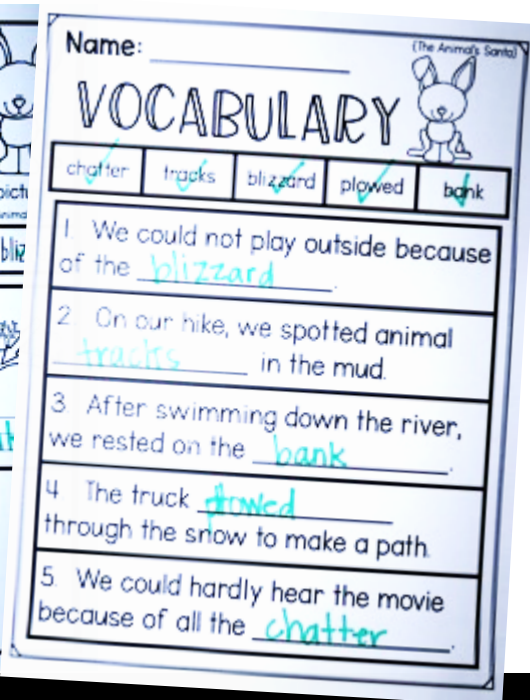 Name:
(The Animal's Santa)
VOCABULARY
chatter tracks blizzard plowed bank
1. We could not play outside because
of the blizzard.
2. On our hike, we spotted animal
tracks in the mud.
3. After swimming down the river,
we rested on the bank.
4. The truck plowed
through the snow to make a path.
5. We could hardly hear the movie
because of all the chatter.